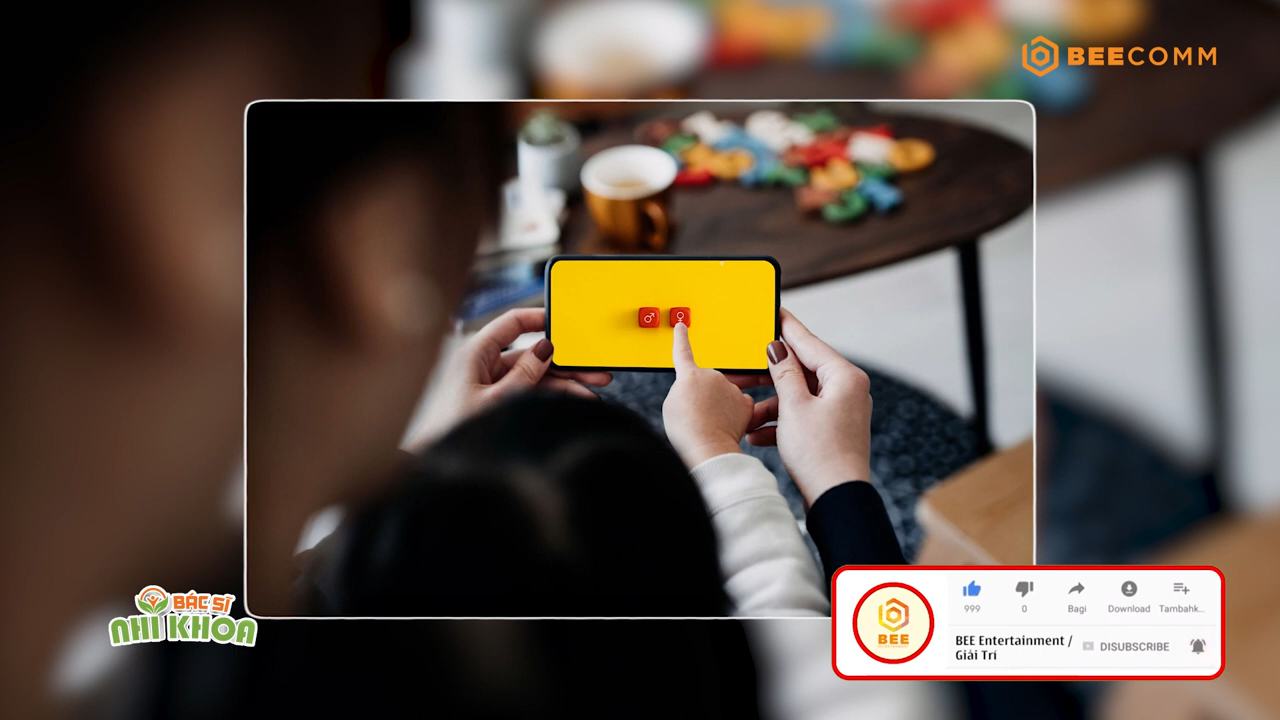 BEECOMM
BÁC SĨ
NHI KHOA
BEE
999
0
Bagi
Download
Tambahk...
BEE Entertainment /
Giải Trí
DISUBSCRIBE